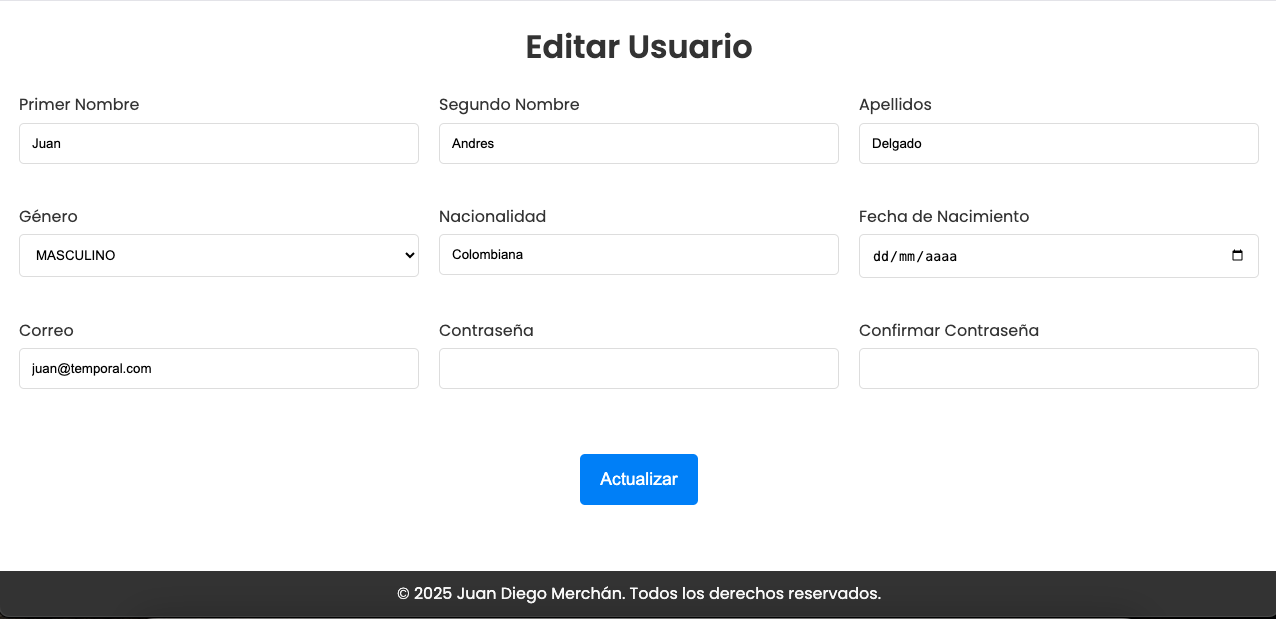 Editar Usuario
Primer Nombre
Segundo Nombre
Apellidos
Juan
Andres
Delgado
Género
Nacionalidad
Fecha de Nacimiento
MASCULINO
Colombiana
dd/mm/aaaa
Correo
Contraseña
Confirmar Contraseña
juan@temporal.com
Actualizar
© 2025 Juan Diego Merchán. Todos los derechos reservados.